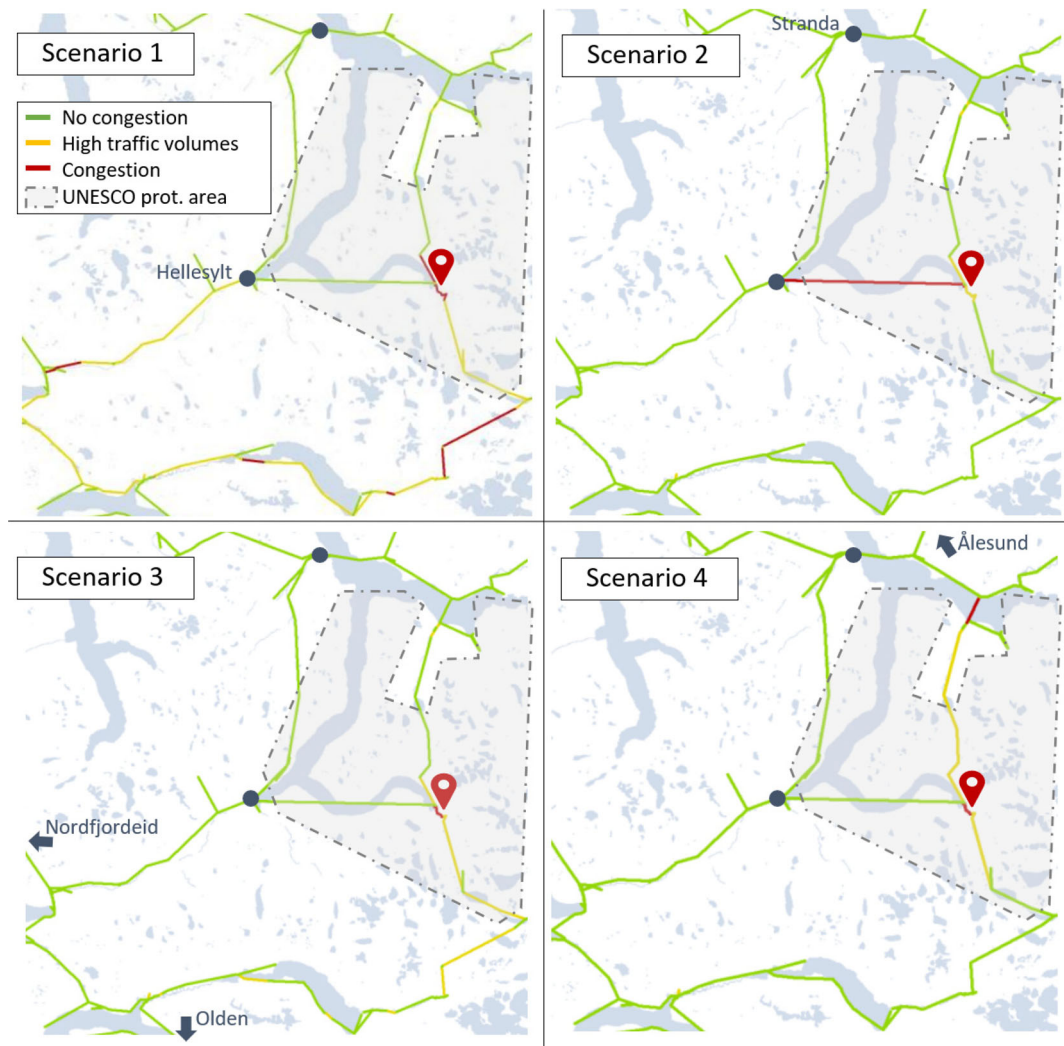 Scenario 1
No congestion
High traffic volumes
Congestion
UNESCO prot. area
Hellesylt
Scenario 2
Stranda
Scenario 3
Nordfjordeid
Olden
Scenario 4
Ålesund